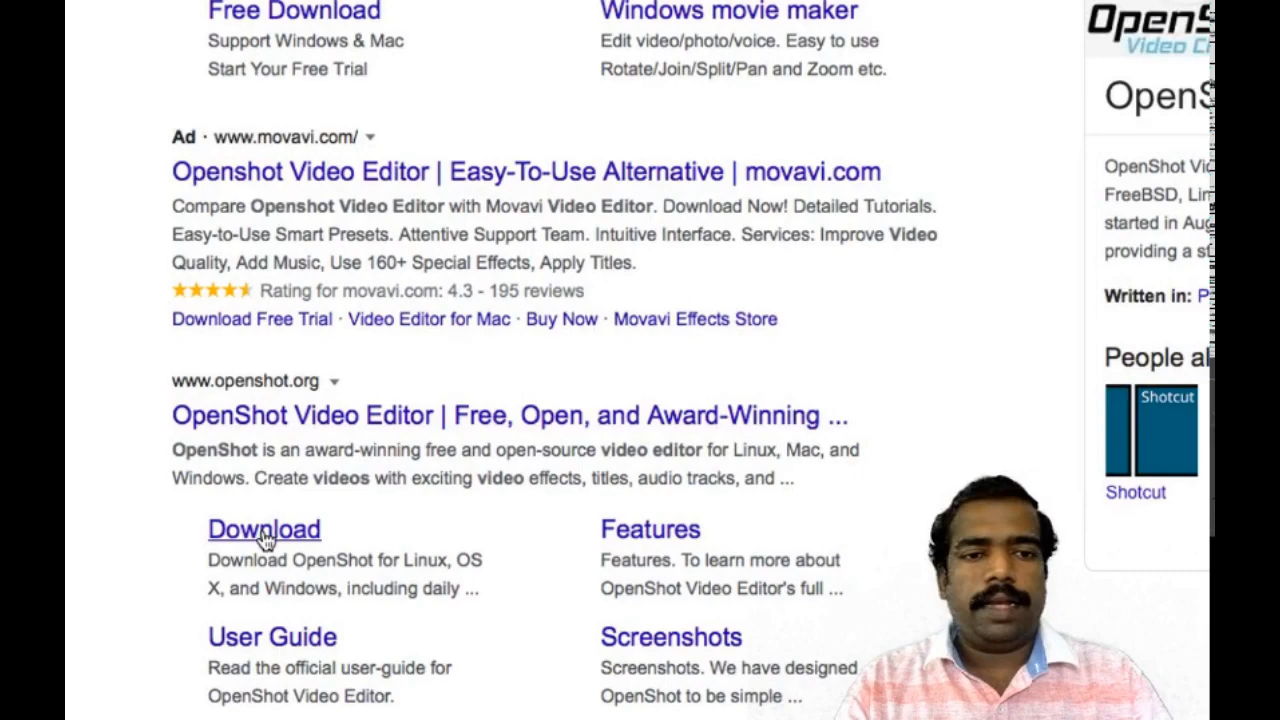 Free Download
Support Windows & Mac
Start Your Free Trial
Windows movie maker
Edit video/photo/voice. Easy to use
Rotate/Join/Split/Pan and Zoom etc.
Ad · www.movavi.com/
Openshot Video Editor | Easy-To-Use Alternative | movavi.com
Compare Openshot Video Editor with Movavi Video Editor. Download Now! Detailed Tutorials.
Easy-to-Use Smart Presets. Attentive Support Team. Intuitive Interface. Services: Improve Video
Quality, Add Music, Use 160+ Special Effects, Apply Titles.
Rating for movavi.com: 4.3 - 195 reviews
Download Free Trial · Video Editor for Mac · Buy Now · Movavi Effects Store
www.openshot.org
OpenShot Video Editor | Free, Open, and Award-Winning ...
OpenShot is an award-winning free and open-source video editor for Linux, Mac, and
Windows. Create videos with exciting video effects, titles, audio tracks, and ...
Download
Download OpenShot for Linux, OS
X, and Windows, including daily ...
Features
Features. To learn more about
OpenShot Video Editor's full ...
User Guide
Read the official user-guide for
OpenShot Video Editor.
Screenshots
Screenshots. We have designed
OpenShot to be simple ...
OpenS
Video
OpenS
OpenShot
FreeBSD,
started in
providing a
Written in:
People
Shotcut
Shotcut